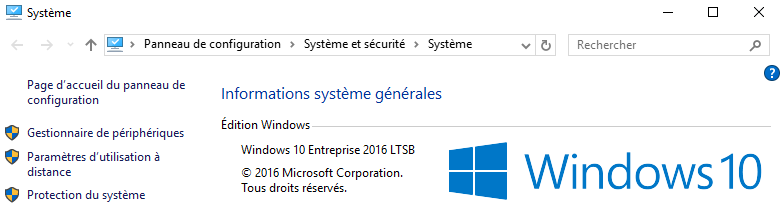 Système
Panneau de configuration > Système et sécurité > Système
Rechercher
?
Page d'accueil du panneau de
configuration
Gestionnaire de périphériques
Paramètres d'utilisation à
distance
Protection du système
Informations système générales
Édition Windows
Windows 10 Entreprise 2016 LTSB
© 2016 Microsoft Corporation.
Tous droits réservés.
Windows 10